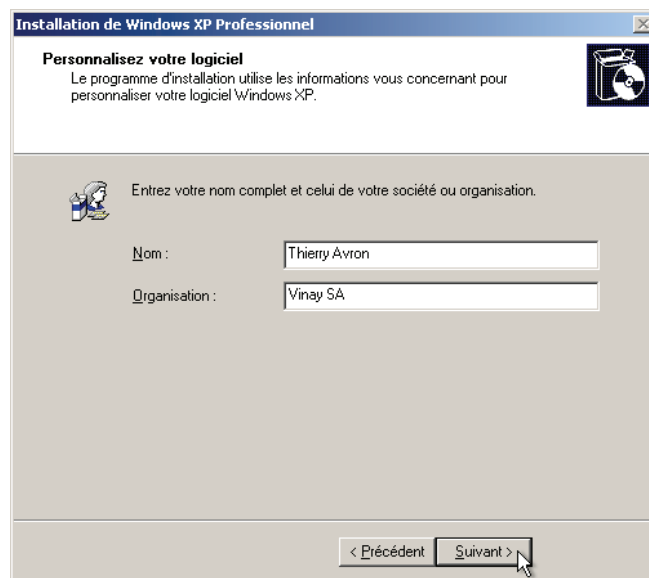 Installation de Windows XP Professionnel
Personnalisez votre logiciel
Le programme d'installation utilise les informations vous concernant pour
personnaliser votre logiciel Windows XP.
Entrez votre nom complet et celui de votre société ou organisation.
Nom :
Thierry Avron
Organisation :
Vinay SA
< Précédent
Suivant >